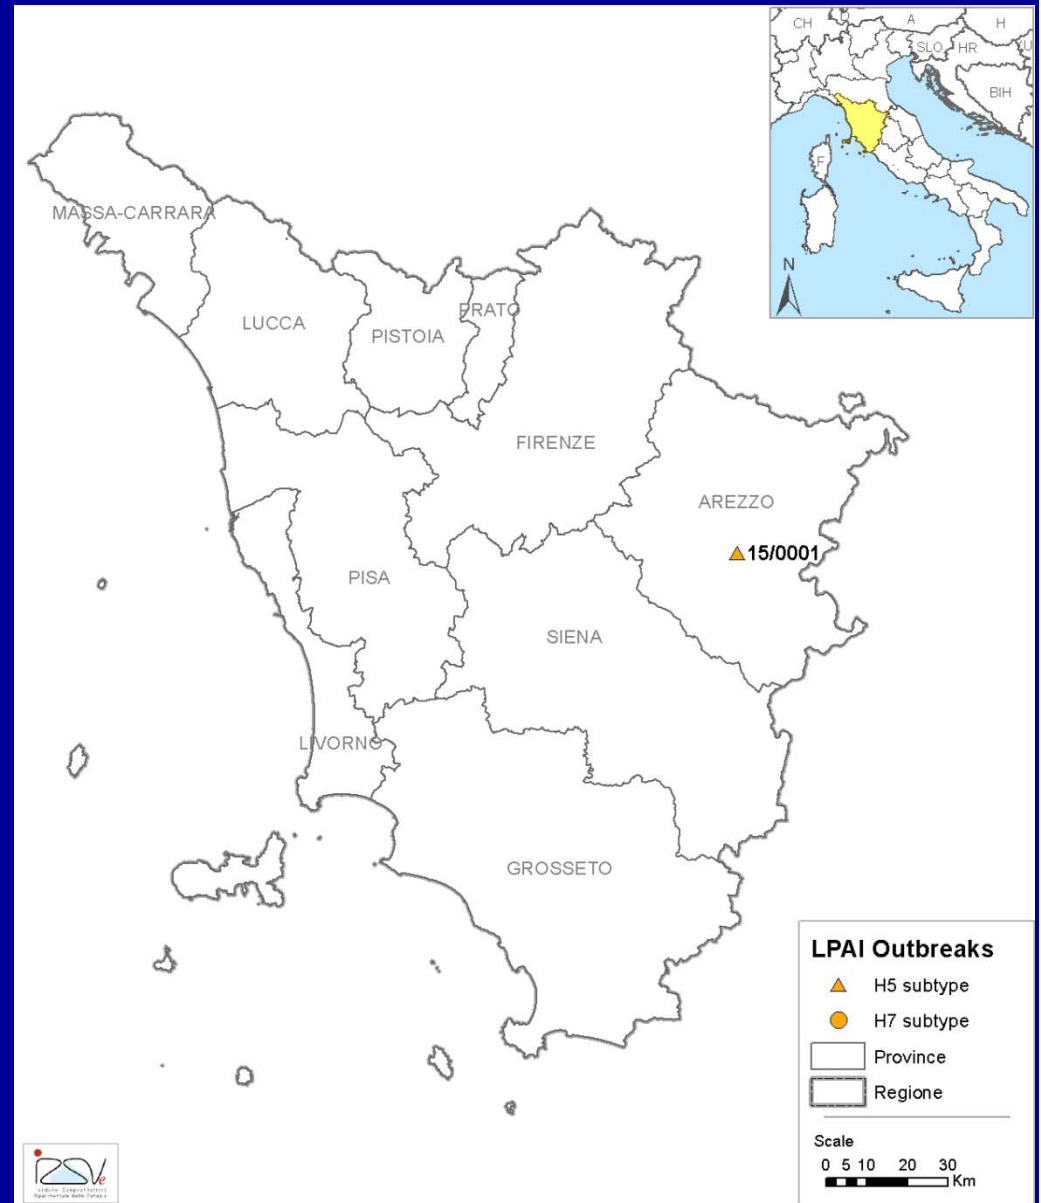 CH
D
A
H
SLO
HR
BIH
F
N
MASSA-CARRARA
LUCCA
PISTOIA
PRATO
FIRENZE
AREZZO
15/0001
PISA
SIENA
LIVORNO
GROSSETO
LPAI Outbreaks
H5 subtype
H7 subtype
Province
Regione
Scale
0 5 10 20 30
Km
IZSVe